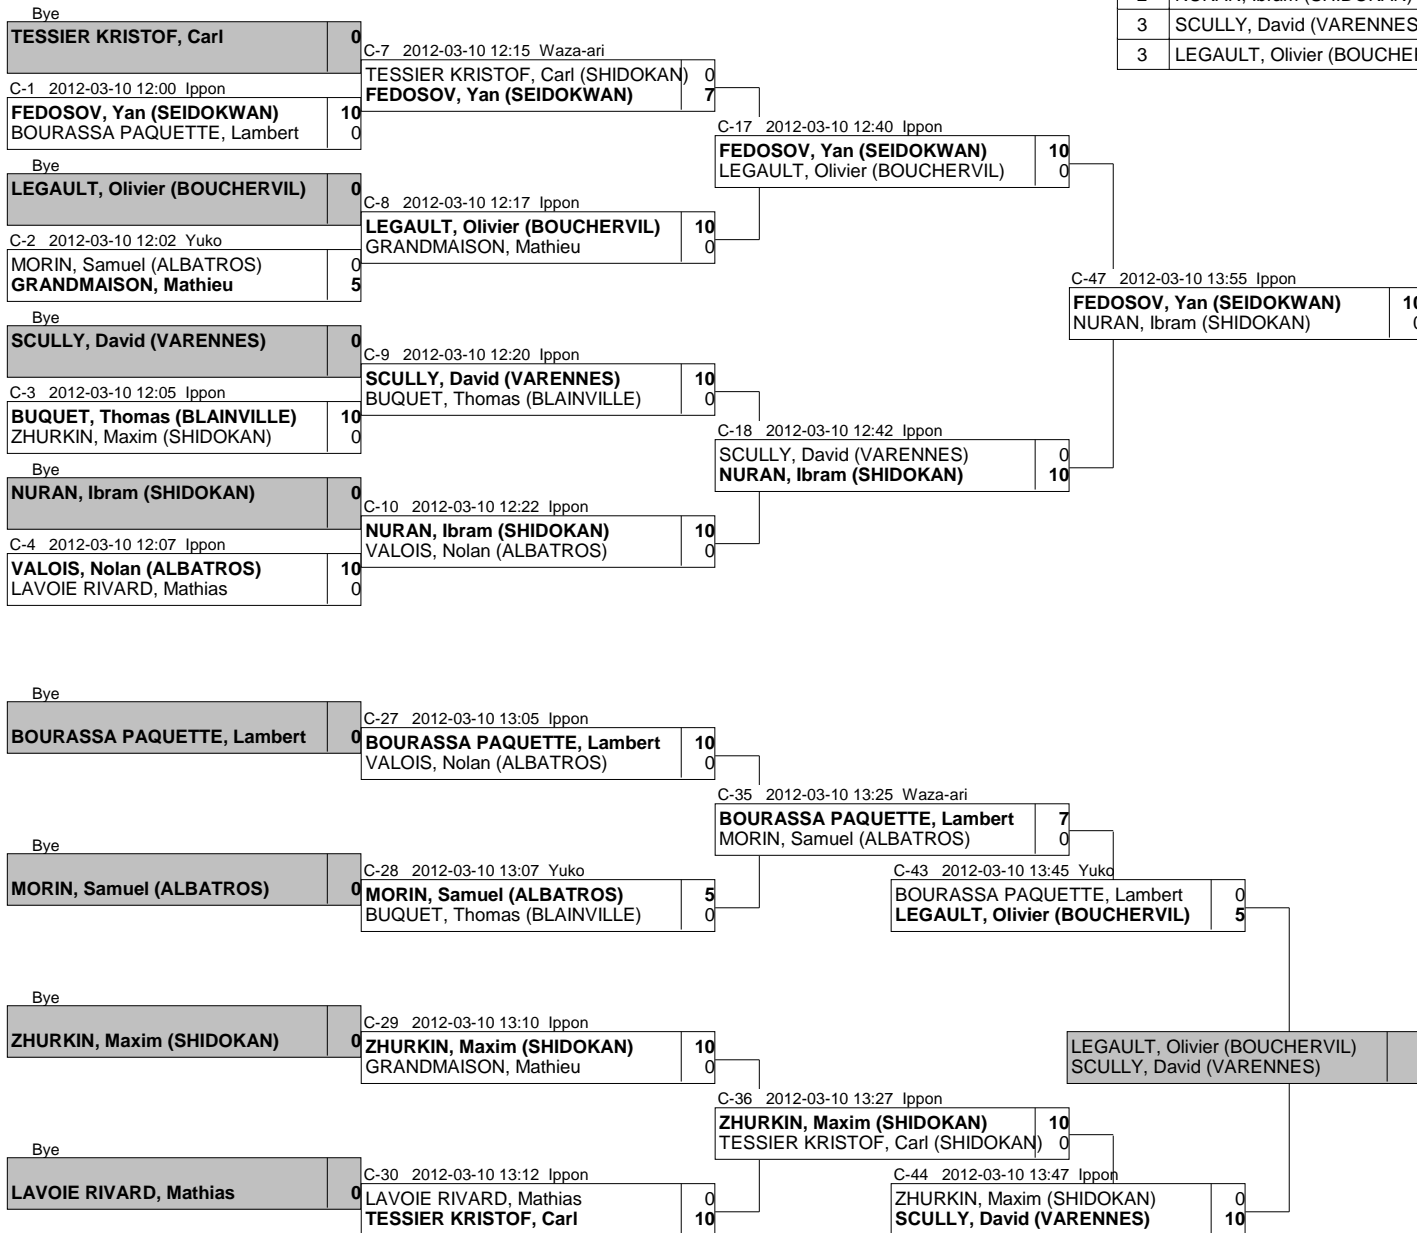 3 SCULLY, David (VARENNES
3 LEGAULT, Olivier (BOUCHE
Bye
TESSIER KRISTOF, Carl 0
C-1 2012-03-10 12:00 Ippon
FEDOSOV, Yan (SEIDOKWAN) 10
BOURASSA PAQUETTE, Lambert 0
Bye
LEGAULT, Olivier (BOUCHERVIL) 0
C-2 2012-03-10 12:02 Yuko
MORIN, Samuel (ALBATROS) 0
GRANDMAISON, Mathieu 5
Bye
SCULLY, David (VARENNES) 0
C-3 2012-03-10 12:05 Ippon
BUQUET, Thomas (BLAINVILLE) 10
ZHURKIN, Maxim (SHIDOKAN) 0
Bye
NURAN, Ibram (SHIDOKAN) 0
C-4 2012-03-10 12:07 Ippon
VALOIS, Nolan (ALBATROS) 10
LAVOIE RIVARD, Mathias 0
C-7 2012-03-10 12:15 Waza-ari
TESSIER KRISTOF, Carl (SHIDOKAN) 0
FEDOSOV, Yan (SEIDOKWAN) 7
C-8 2012-03-10 12:17 Ippon
LEGAULT, Olivier (BOUCHERVIL) 10
GRANDMAISON, Mathieu 0
C-9 2012-03-10 12:20 Ippon
SCULLY, David (VARENNES) 10
BUQUET, Thomas (BLAINVILLE) 0
C-10 2012-03-10 12:22 Ippon
NURAN, Ibram (SHIDOKAN) 10
VALOIS, Nolan (ALBATROS) 0
C-17 2012-03-10 12:40 Ippon
FEDOSOV, Yan (SEIDOKWAN) 10
LEGAULT, Olivier (BOUCHERVIL) 0
C-18 2012-03-10 12:42 Ippon
SCULLY, David (VARENNES) 0
NURAN, Ibram (SHIDOKAN) 10
C-47 2012-03-10 13:55 Ippon
FEDOSOV, Yan (SEIDOKWAN) 10
NURAN, Ibram (SHIDOKAN) 0
Bye
BOURASSA PAQUETTE, Lambert 0
Bye
MORIN, Samuel (ALBATROS) 0
Bye
ZHURKIN, Maxim (SHIDOKAN) 0
Bye
LAVOIE RIVARD, Mathias 0
C-27 2012-03-10 13:05 Ippon
BOURASSA PAQUETTE, Lambert 10
VALOIS, Nolan (ALBATROS) 0
C-28 2012-03-10 13:07 Yuko
MORIN, Samuel (ALBATROS) 5
BUQUET, Thomas (BLAINVILLE) 0
C-29 2012-03-10 13:10 Ippon
ZHURKIN, Maxim (SHIDOKAN) 10
GRANDMAISON, Mathieu 0
C-30 2012-03-10 13:12 Ippon
LAVOIE RIVARD, Mathias 0
TESSIER KRISTOF, Carl 10
C-35 2012-03-10 13:25 Waza-ari
BOURASSA PAQUETTE, Lambert 7
MORIN, Samuel (ALBATROS) 0
C-36 2012-03-10 13:27 Ippon
ZHURKIN, Maxim (SHIDOKAN) 10
TESSIER KRISTOF, Carl (SHIDOKAN) 0
C-43 2012-03-10 13:45 Yuko
BOURASSA PAQUETTE, Lambert 0
LEGAULT, Olivier (BOUCHERVIL) 5
C-44 2012-03-10 13:47 Ippon
ZHURKIN, Maxim (SHIDOKAN) 0
SCULLY, David (VARENNES) 10
LEGAULT, Olivier (BOUCHERVIL)
SCULLY, David (VARENNES)